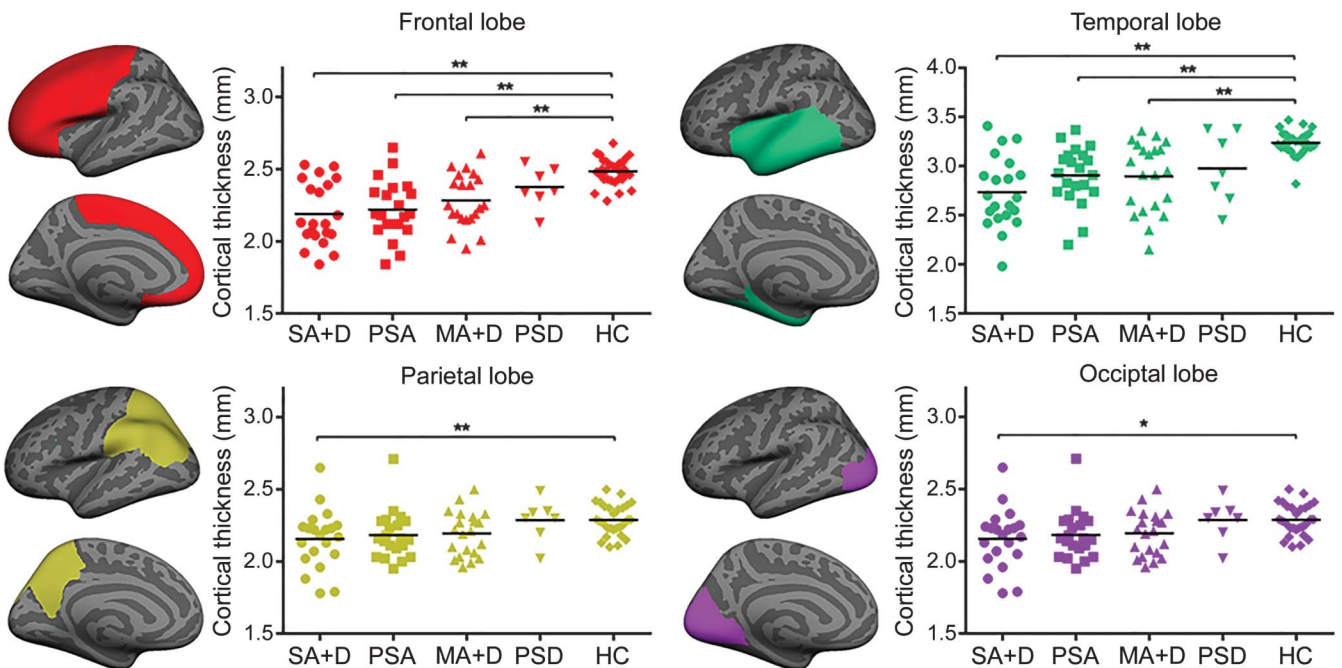 Frontal lobe
Cortical thickness (mm)
3.0
2.5
2.0
1.5
**
**
**
SA+D PSA MA+D PSD HC
Temporal lobe
Cortical thickness (mm)
4.0
3.5
3.0
2.5
2.0
1.5
**
**
**
SA+D PSA MA+D PSD HC
Parietal lobe
Cortical thickness (mm)
3.0
2.5
2.0
1.5
**
SA+D PSA MA+D PSD HC
Occiptal lobe
Cortical thickness (mm)
3.0
2.5
2.0
1.5
*
SA+D PSA MA+D PSD HC